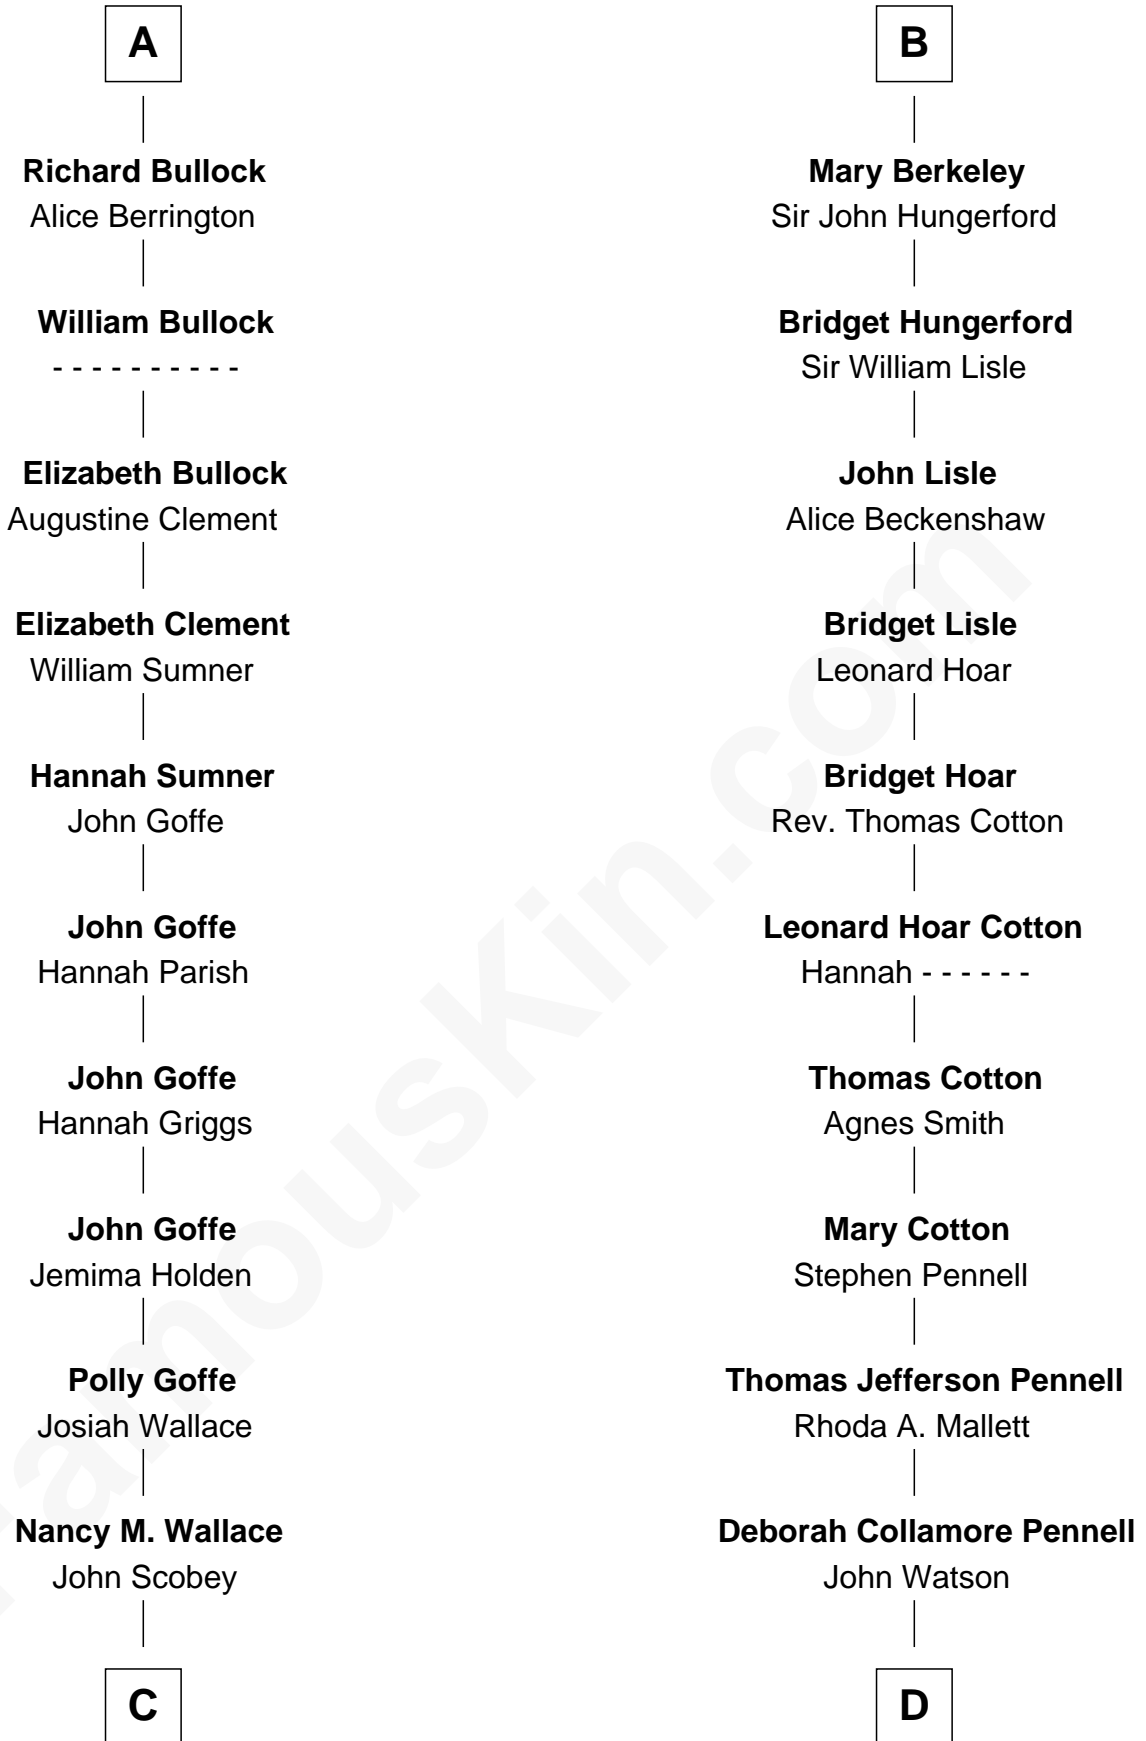 A
Richard Bullock
Alice Berrington
William Bullock
- - - - - - - - - -
Elizabeth Bullock
Augustine Clement
Elizabeth Clement
William Sumner
Hannah Sumner
John Goffe
John Goffe
Hannah Parish
John Goffe
Hannah Griggs
John Goffe
Jemima Holden
Polly Goffe
Josiah Wallace
Nancy M. Wallace
John Scobey
C
B
Mary Berkeley
Sir John Hungerford
Bridget Hungerford
Sir William Lisle
John Lisle
Alice Beckenshaw
Bridget Lisle
Leonard Hoar
Bridget Hoar
Rev. Thomas Cotton
Leonard Hoar Cotton
Hannah - - - - - -
Thomas Cotton
Agnes Smith
Mary Cotton
Stephen Pennell
Thomas Jefferson Pennell
Rhoda A. Mallett
Deborah Collamore Pennell
John Watson
D
FamousKin.com